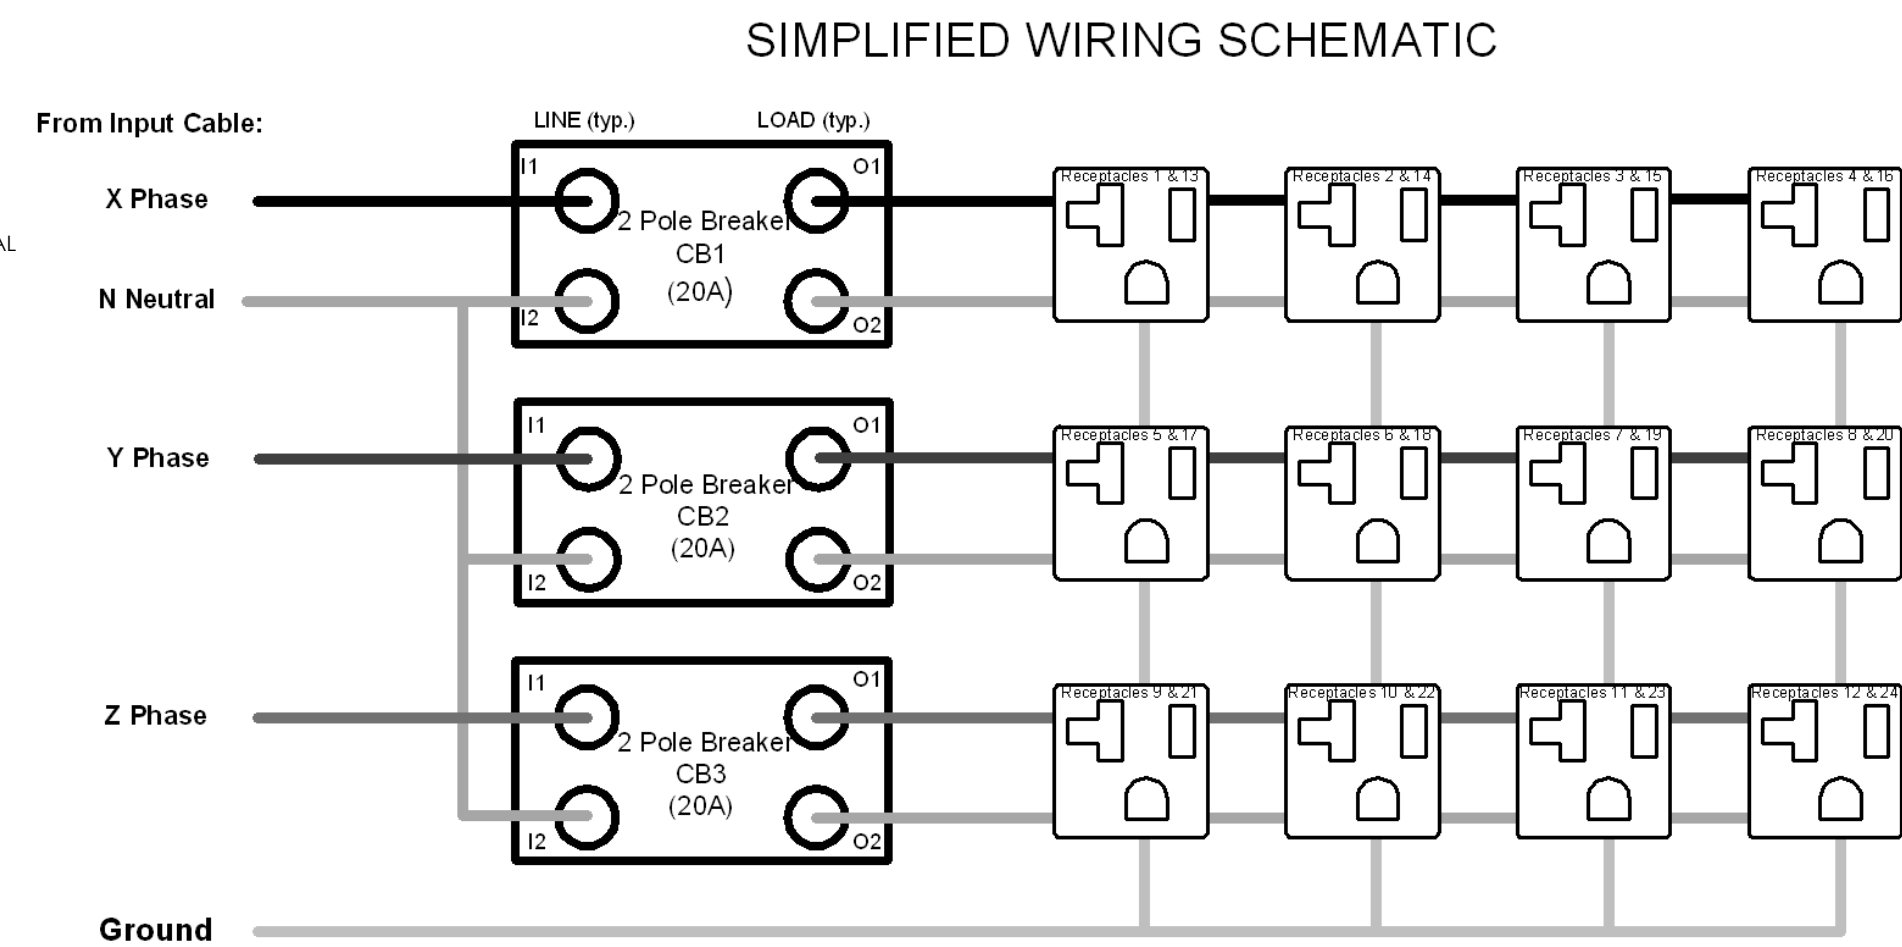 SIMPLIFIED WIRING SCHEMATIC
From Input Cable:
LINE (typ.)
LOAD (typ.)
X Phase
I1
O1
2 Pole Breaker
CB1
(20A)
AL
N Neutral
I2
O2
Receptacles 1 & 13
Receptacles 2 & 14
Receptacles 3 & 15
Receptacles 4 & 16
Y Phase
I1
O1
2 Pole Breaker
CB2
(20A)
I2
O2
Receptacles 5 & 17
Receptacles 6 & 18
Receptacles 7 & 19
Receptacles 8 & 20
Z Phase
I1
O1
2 Pole Breaker
CB3
(20A)
I2
O2
Receptacles 9 & 21
Receptacles 10 & 22
Receptacles 11 & 23
Receptacles 12 & 24
Ground